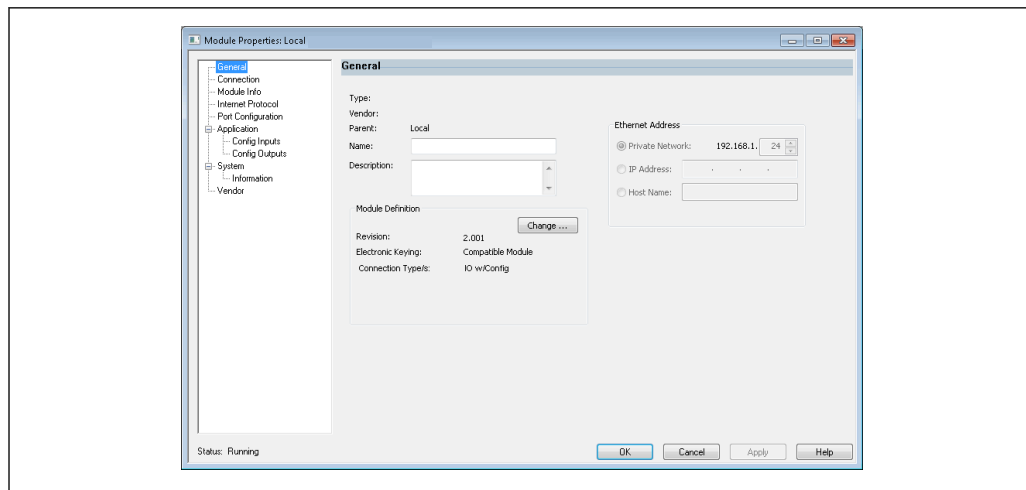 Module Properties: Local
General
Connection
Module Info
Internet Protocol
Port Configuration
Application
Config Inputs
Config Outputs
System
Information
Vendor
General
Type:
Vendor:
Parent: Local
Name:
Description:
Module Definition
Change ...
Revision: 2.001
Electronic Keying: Compatible Module
Connection Type/s: IO w/Config
Ethernet Address
Private Network: 192.168.1. 24
IP Address: . . .
Host Name:
Status: Running
OK Cancel Apply Help